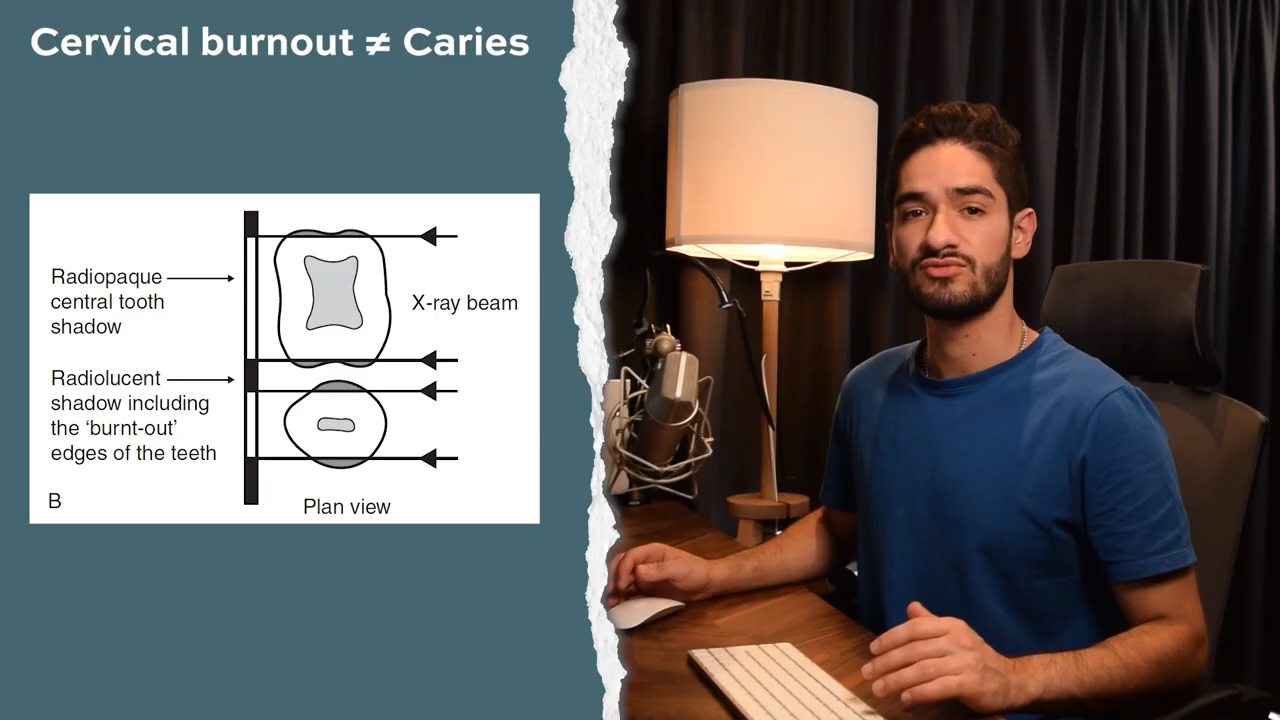 Cervical burnout ≠ Caries
Radiopaque
central tooth
shadow
X-ray beam
Radiolucent
shadow including
the ‘burnt-out’
edges of the teeth
B
Plan view